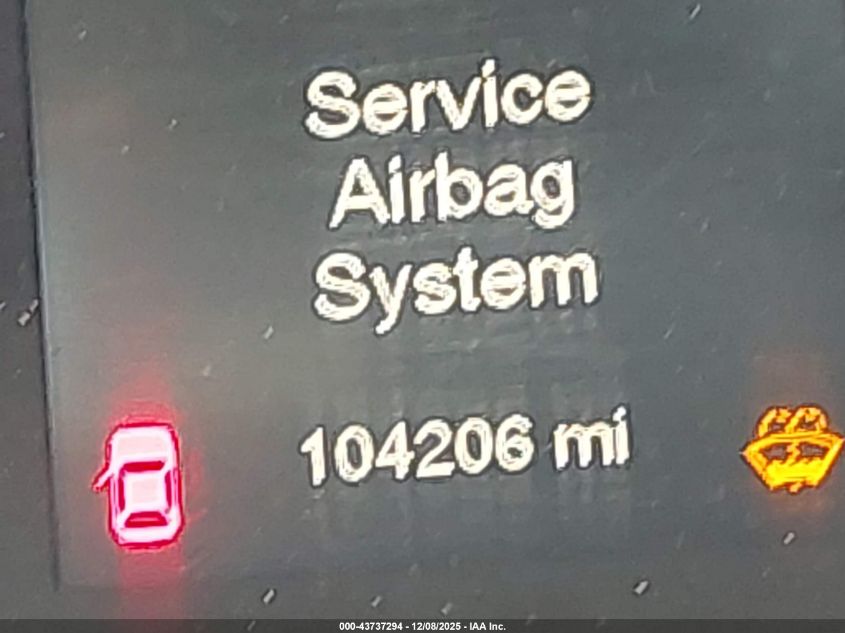 Service
Airbag
System
104206 mi
000-43737294 - 12/08/2025 - IAA Inc.